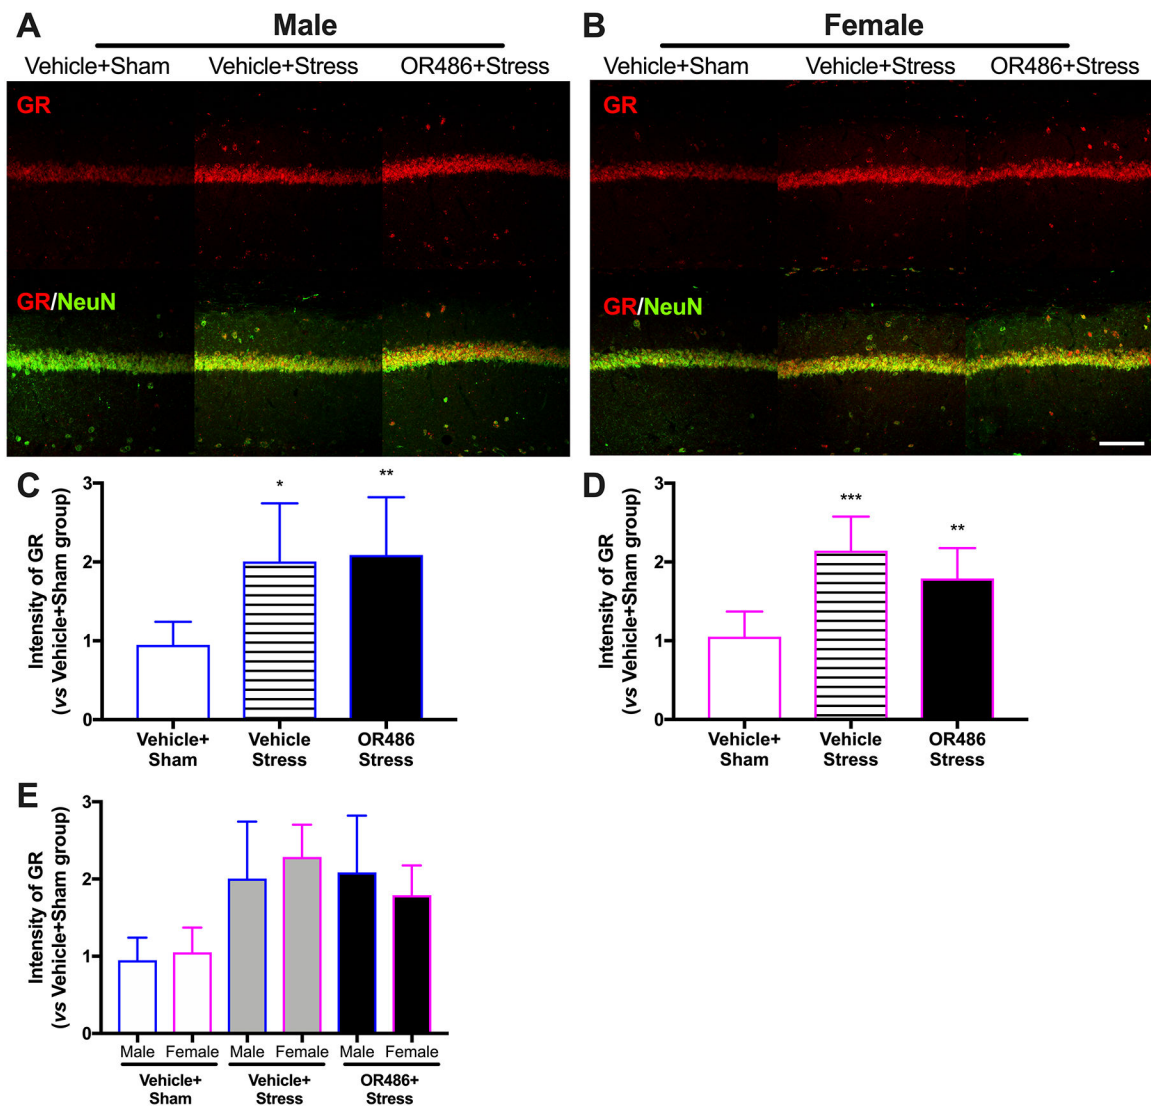 A Male
Vehicle+Sham Vehicle+Stress OR486+Stress
GR
GR/NeuN
B Female
Vehicle+Sham Vehicle+Stress OR486+Stress
GR
GR/NeuN
C
Intensity of GR
(vs Vehicle+Sham group)
3
2
1
0
*
**
Vehicle+
Sham
Vehicle
Stress
OR486
Stress
D
Intensity of GR
(vs Vehicle+Sham group)
3
2
1
0
***
**
Vehicle+
Sham
Vehicle
Stress
OR486
Stress
E
Intensity of GR
(vs Vehicle+Sham group)
3
2
1
0
Male Female Male Female Male Female
Vehicle+
Sham
Vehicle+
Stress
OR486+
Stress